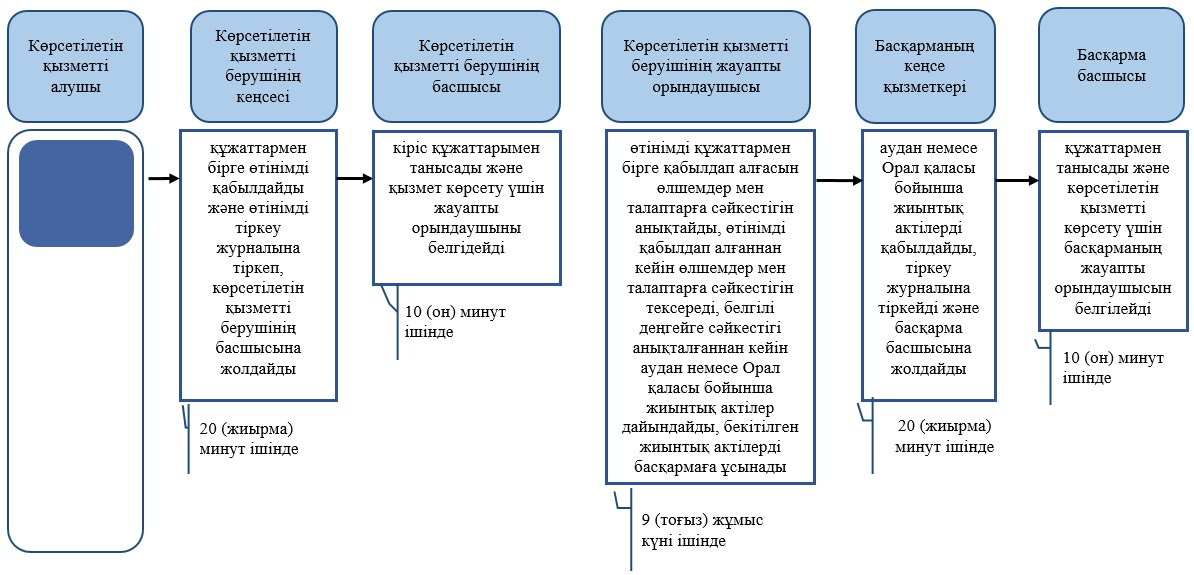 Көрсетілетін
қызметті
алушы
Көрсетілетін
қызметті
берушінің
кеңсесі
Көрсетілетін
қызметті берушінің
басшысы
Көрсетілетін қызметті
беруішінің жауапты
орындаушысы
Басқарманың
кеңсе
қызметкері
Басқарма
басшысы
құжаттармен
бірге өтінімді
қабылдайды
және өтінімді
тіркеу
журналына
тіркеп,
көрсетілетін
қызметті
берушінің
басшысына
жолдайды
20 (жиырма)
минут ішінде
кіріс құжаттарымен
танысады және
қызмет көрсету үшін
жауапты
орындаушыны
белгідейді
10 (он) минут
ішінде
өтінімді құжаттармен
бірге қабылдап алғасын
өлшемдер мен
талаптарға сәйкестігін
анықтайды, өтінімді
қабылдап алғаннан
кейін өлшемдер мен
талаптарға сәйкестігін
тексереді, белгілі
деңгейге сәйкестігі
анықталғаннан кейін
аудан немесе Орал
қаласы бойынша
жиынтық актілер
дайындайды, бекітілген
жиынтық актілерді
басқармаға ұсынады
9 (тоғыз) жұмыс
күні ішінде
аудан немесе
Орал қаласы
бойынша
жиынтық
актілерді
қабылдайды,
тіркеу
журналына
тіркейді және
басқарма
басшысына
жолдайды
20 (жиырма)
минут ішінде
құжаттармен
танысады және
көрсетілетін
қызметті
көрсету үшін
басқарманың
жауапты
орындаушысын
белгілейді
10 (он) минут
ішінде